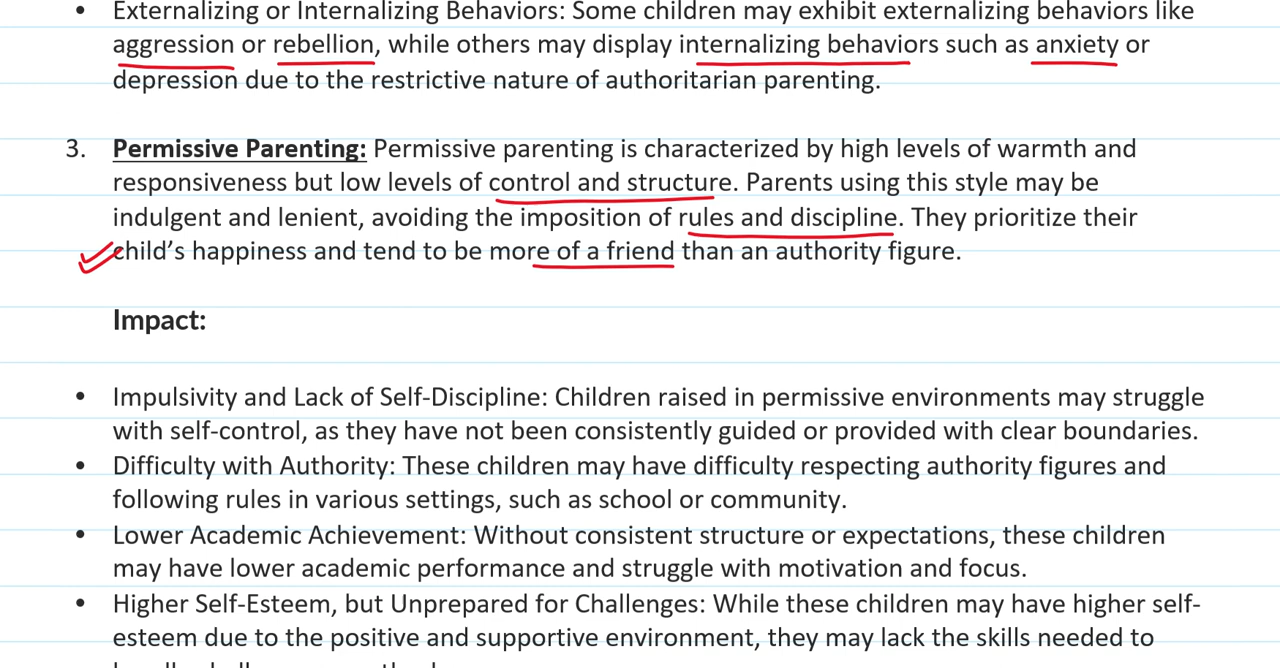 • Externalizing or Internalizing Behaviors: Some children may exhibit externalizing behaviors like
aggression or rebellion, while others may display internalizing behaviors such as anxiety or
depression due to the restrictive nature of authoritarian parenting.
3. Permissive Parenting: Permissive parenting is characterized by high levels of warmth and
responsiveness but low levels of control and structure. Parents using this style may be
indulgent and lenient, avoiding the imposition of rules and discipline. They prioritize their
child’s happiness and tend to be more of a friend than an authority figure.
Impact:
• Impulsivity and Lack of Self-Discipline: Children raised in permissive environments may struggle
with self-control, as they have not been consistently guided or provided with clear boundaries.
• Difficulty with Authority: These children may have difficulty respecting authority figures and
following rules in various settings, such as school or community.
• Lower Academic Achievement: Without consistent structure or expectations, these children
may have lower academic performance and struggle with motivation and focus.
• Higher Self-Esteem, but Unprepared for Challenges: While these children may have higher self-
esteem due to the positive and supportive environment, they may lack the skills needed to